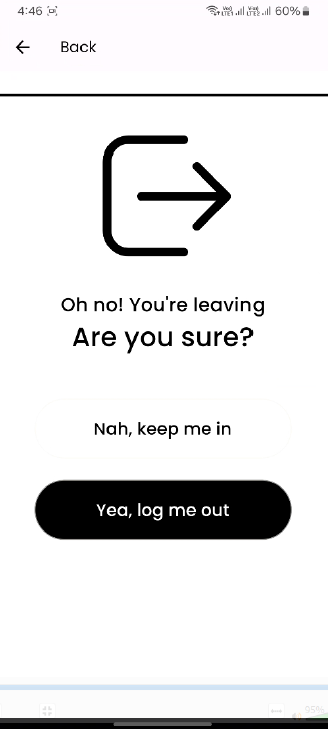 4:46 60%
Back
Oh no! You're leaving
Are you sure?
Nah, keep me in
Yea, log me out
95%